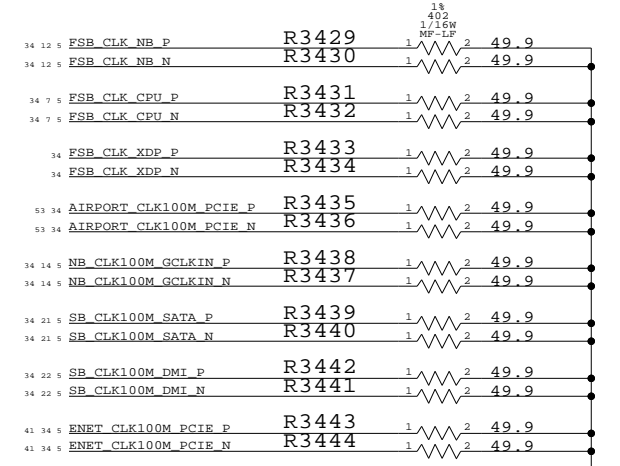 1%
402
1/16W
MF-LF
34 12 5 FSB_CLK_NB_P R3429 1 2 49.9
34 12 5 FSB_CLK_NB_N R3430 1 2 49.9
34 7 5 FSB_CLK_CPU_P R3431 1 2 49.9
34 7 5 FSB_CLK_CPU_N R3432 1 2 49.9
34 FSB_CLK_XDP_P R3433 1 2 49.9
34 FSB_CLK_XDP_N R3434 1 2 49.9
53 34 AIRPORT_CLK100M_PCIE_P R3435 1 2 49.9
53 34 AIRPORT_CLK100M_PCIE_N R3436 1 2 49.9
34 14 5 NB_CLK100M_GCLKIN_P R3438 1 2 49.9
34 14 5 NB_CLK100M_GCLKIN_N R3437 1 2 49.9
34 21 5 SB_CLK100M_SATA_P R3439 1 2 49.9
34 21 5 SB_CLK100M_SATA_N R3440 1 2 49.9
34 22 5 SB_CLK100M_DMI_P R3442 1 2 49.9
34 22 5 SB_CLK100M_DMI_N R3441 1 2 49.9
41 34 5 ENET_CLK100M_PCIE_P R3443 1 2 49.9
41 34 5 ENET_CLK100M_PCIE_N R3444 1 2 49.9